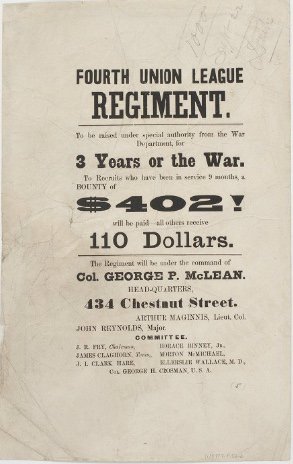 FOURTH UNION LEAGUE
REGIMENT.
To be raised under special authority from the War
Department, for
3 Years or the War.
To Recruits who have been in service 9 months, a
BOUNTY of
$402!
will be paid—all others receive
110 Dollars.
The Regiment will be under the command of
Col. GEORGE P. McLEAN.
HEAD-QUARTERS,
434 Chestnut Street.
ARTHUR MAGINNIS, Lieut. Col.
JOHN REYNOLDS, Major.
COMMITTEE.
J. R. FRY, Chairman, HORACE BINNEY, JR.,
JAMES CLAGHORN, Treas., MORTON McMICHAEL,
J. I. CLARK HARE, ELLERSLIE WALLACE, M. D.,
COL. GEORGE H. CROSMAN, U. S. A.